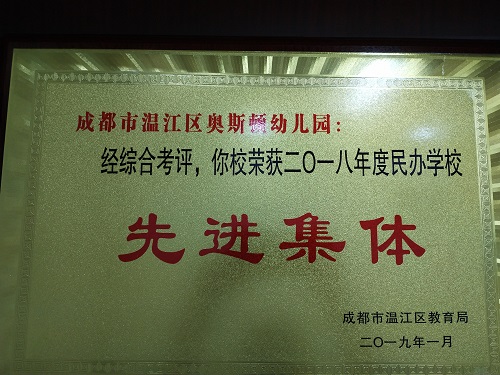 成都市温江区奥斯顿幼儿园：
经综合考评，你校荣获二〇一八年度民办学校
先进集体
成都市温江区教育局
二〇一九年一月